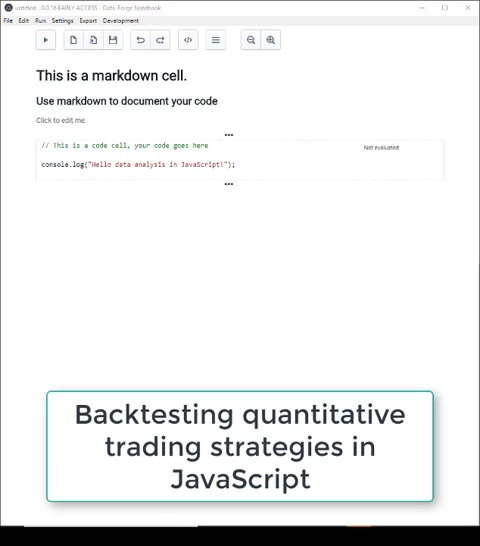 untitled - 0.0.16 EARLY ACCESS - Data-Forge Notebook
File Edit Run Settings Export Development
This is a markdown cell.
Use markdown to document your code
Click to edit me.
// This is a code cell, your code goes here
Not evaluated
console.log("Hello data analysis in JavaScript!");
Backtesting quantitative
trading strategies in
JavaScript